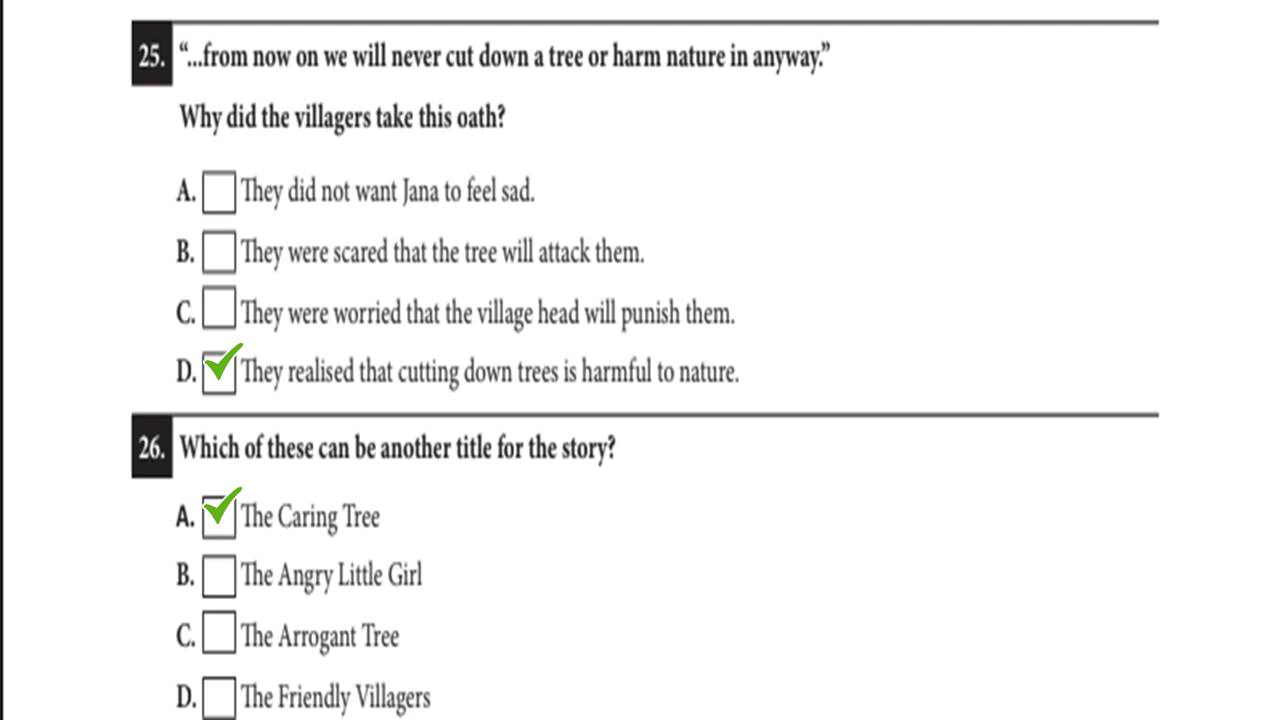 25. “...from now on we will never cut down a tree or harm nature in anyway.”
Why did the villagers take this oath?
A. They did not want Jana to feel sad.
B. They were scared that the tree will attack them.
C. They were worried that the village head will punish them.
D. They realised that cutting down trees is harmful to nature.
26. Which of these can be another title for the story?
A. The Caring Tree
B. The Angry Little Girl
C. The Arrogant Tree
D. The Friendly Villagers